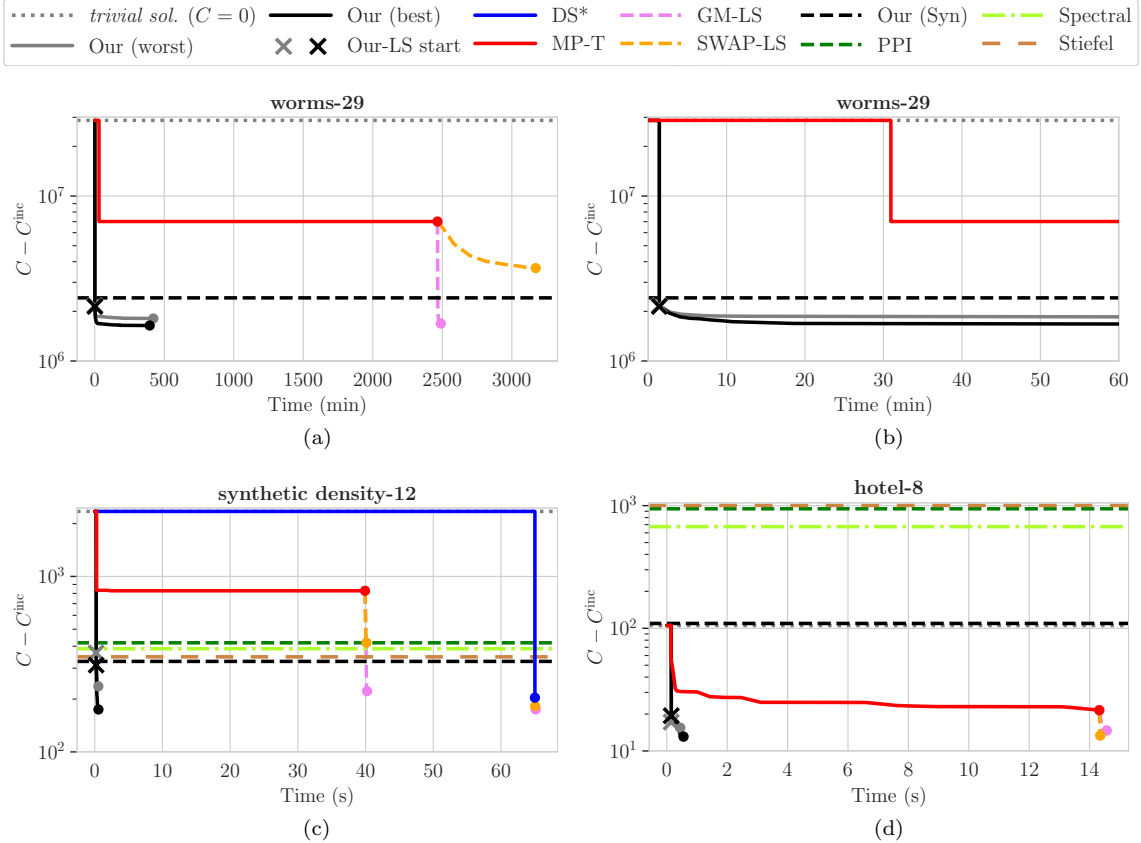 trivial sol. (C = 0) Our (best) DS* GM-LS Our (Syn) Spectral
Our (worst) Our-LS start MP-T SWAP-LS PPI Stiefel
worms-29
C − C^inc
10^7
10^6
0 500 1000 1500 2000 2500 3000
Time (min)
(a)
worms-29
C − C^inc
10^7
10^6
0 10 20 30 40 50 60
Time (min)
(b)
synthetic density-12
C − C^inc
10^3
10^2
0 10 20 30 40 50 60
Time (s)
(c)
hotel-8
C − C^inc
10^3
10^2
10^1
0 2 4 6 8 10 12 14
Time (s)
(d)